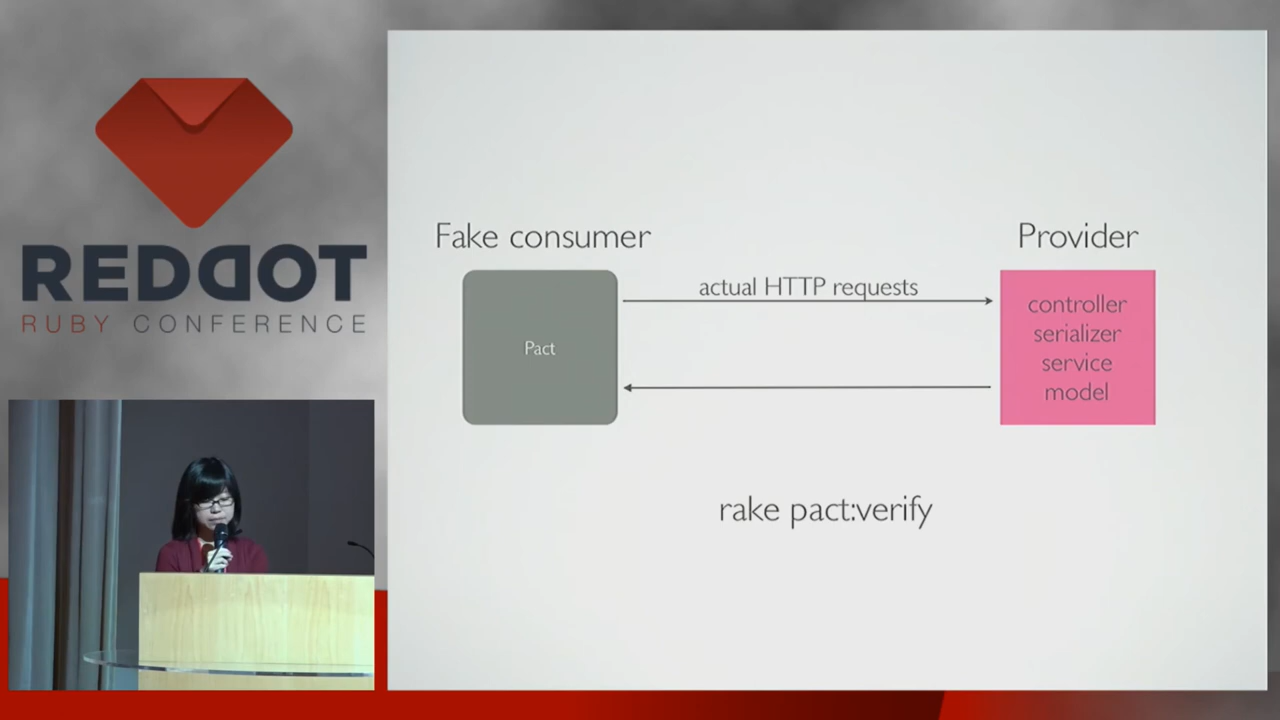 REDDOT
RUBY CONFERENCE
Fake consumer
Provider
actual HTTP requests
Pact
controller
serializer
service
model
rake pact:verify